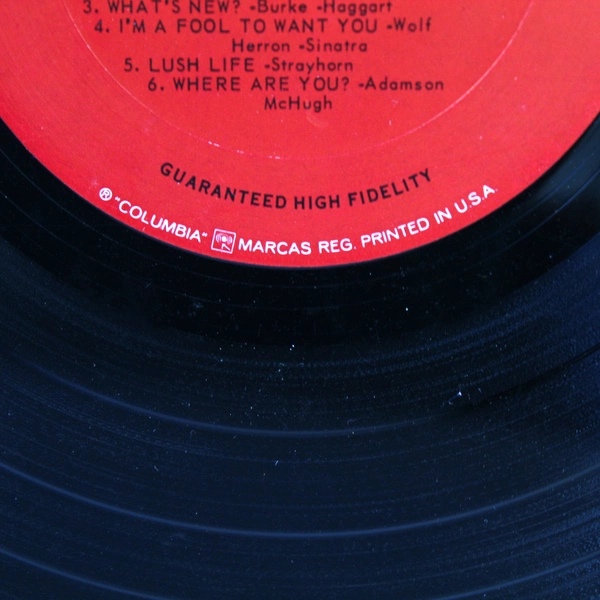 3. WHAT'S NEW? -Burke -Haggart
4. I'M A FOOL TO WANT YOU -Wolf
Herron -Sinatra
5. LUSH LIFE -Strayhorn
6. WHERE ARE YOU? -Adamson
McHugh
GUARANTEED HIGH FIDELITY
® "COLUMBIA" MARCAS REG. PRINTED IN U.S.A.